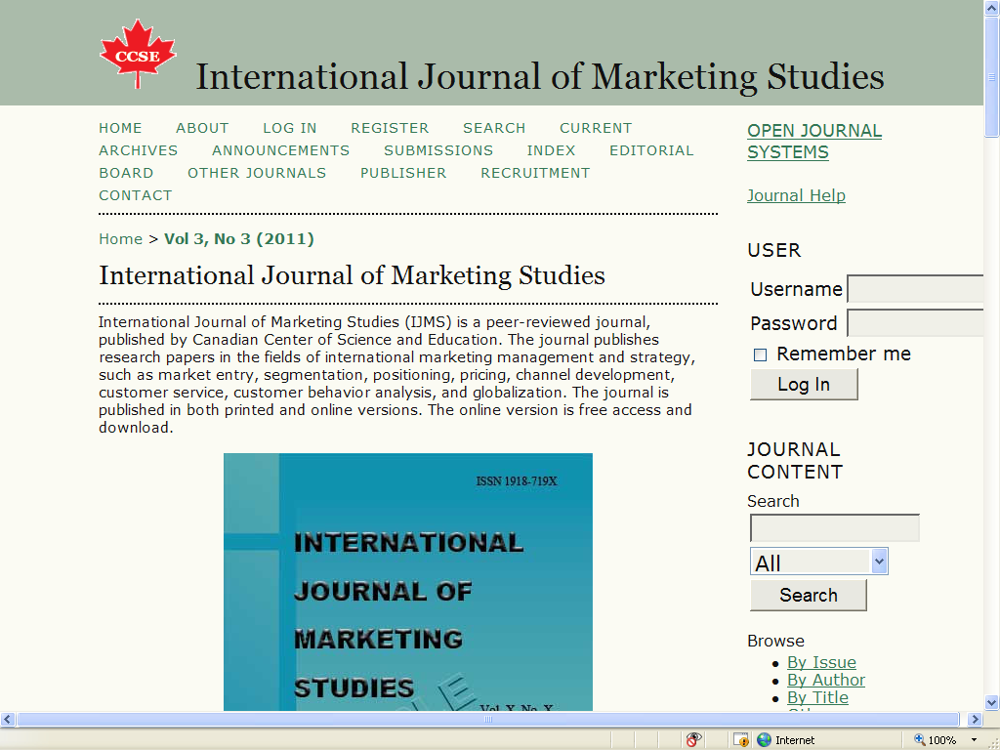 CCSE
International Journal of Marketing Studies
HOME ABOUT LOG IN REGISTER SEARCH CURRENT
ARCHIVES ANNOUNCEMENTS SUBMISSIONS INDEX EDITORIAL
BOARD OTHER JOURNALS PUBLISHER RECRUITMENT
CONTACT
Home > Vol 3, No 3 (2011)
International Journal of Marketing Studies
International Journal of Marketing Studies (IJMS) is a peer-reviewed journal,
published by Canadian Center of Science and Education. The journal publishes
research papers in the fields of international marketing management and strategy,
such as market entry, segmentation, positioning, pricing, channel development,
customer service, customer behavior analysis, and globalization. The journal is
published in both printed and online versions. The online version is free access and
download.
ISSN 1918-719X
INTERNATIONAL
JOURNAL OF
MARKETING
STUDIES
Vol. X, No. X
OPEN JOURNAL
SYSTEMS
Journal Help
USER
Username
Password
Remember me
Log In
JOURNAL
CONTENT
Search
All
Search
Browse
By Issue
By Author
By Title
Internet
100%